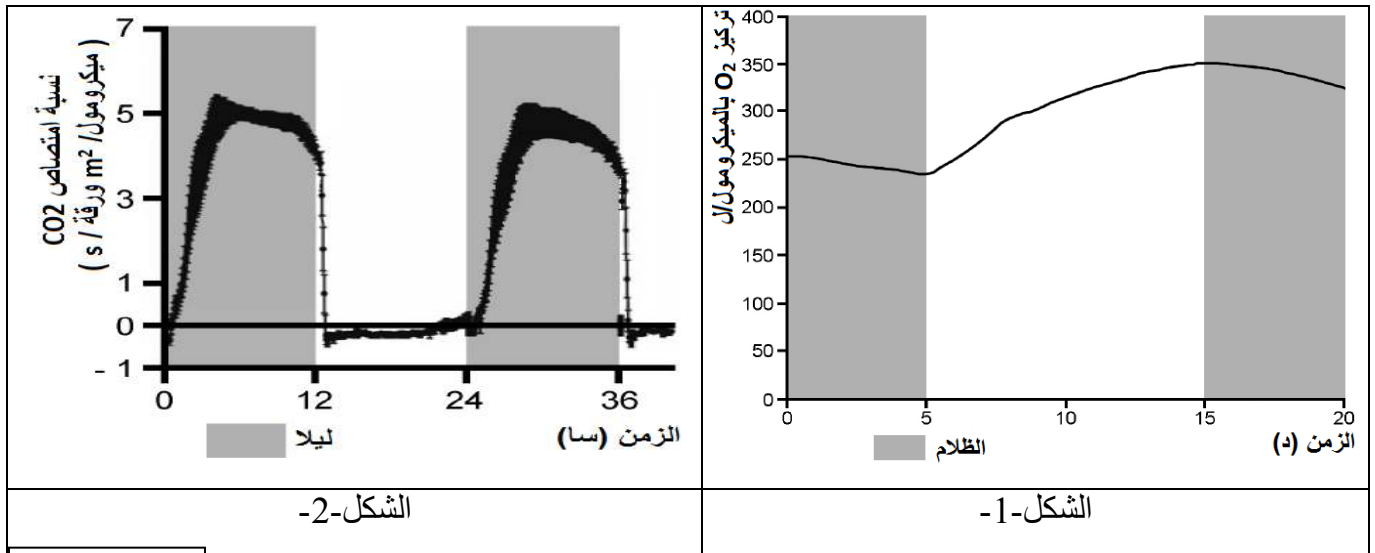 تركيز O2 بالميكرومول/ل
400
350
300
250
200
150
100
50
0
0 5 10 15 20
الزمن (د)
الظلام
الشكل-1-
نسبة امتصاص CO2
( ميكرومول/ m² ورقة / s )
7
5
3
1
0
- 1
0 12 24 36
الزمن (سا)
ليلا
الشكل-2-